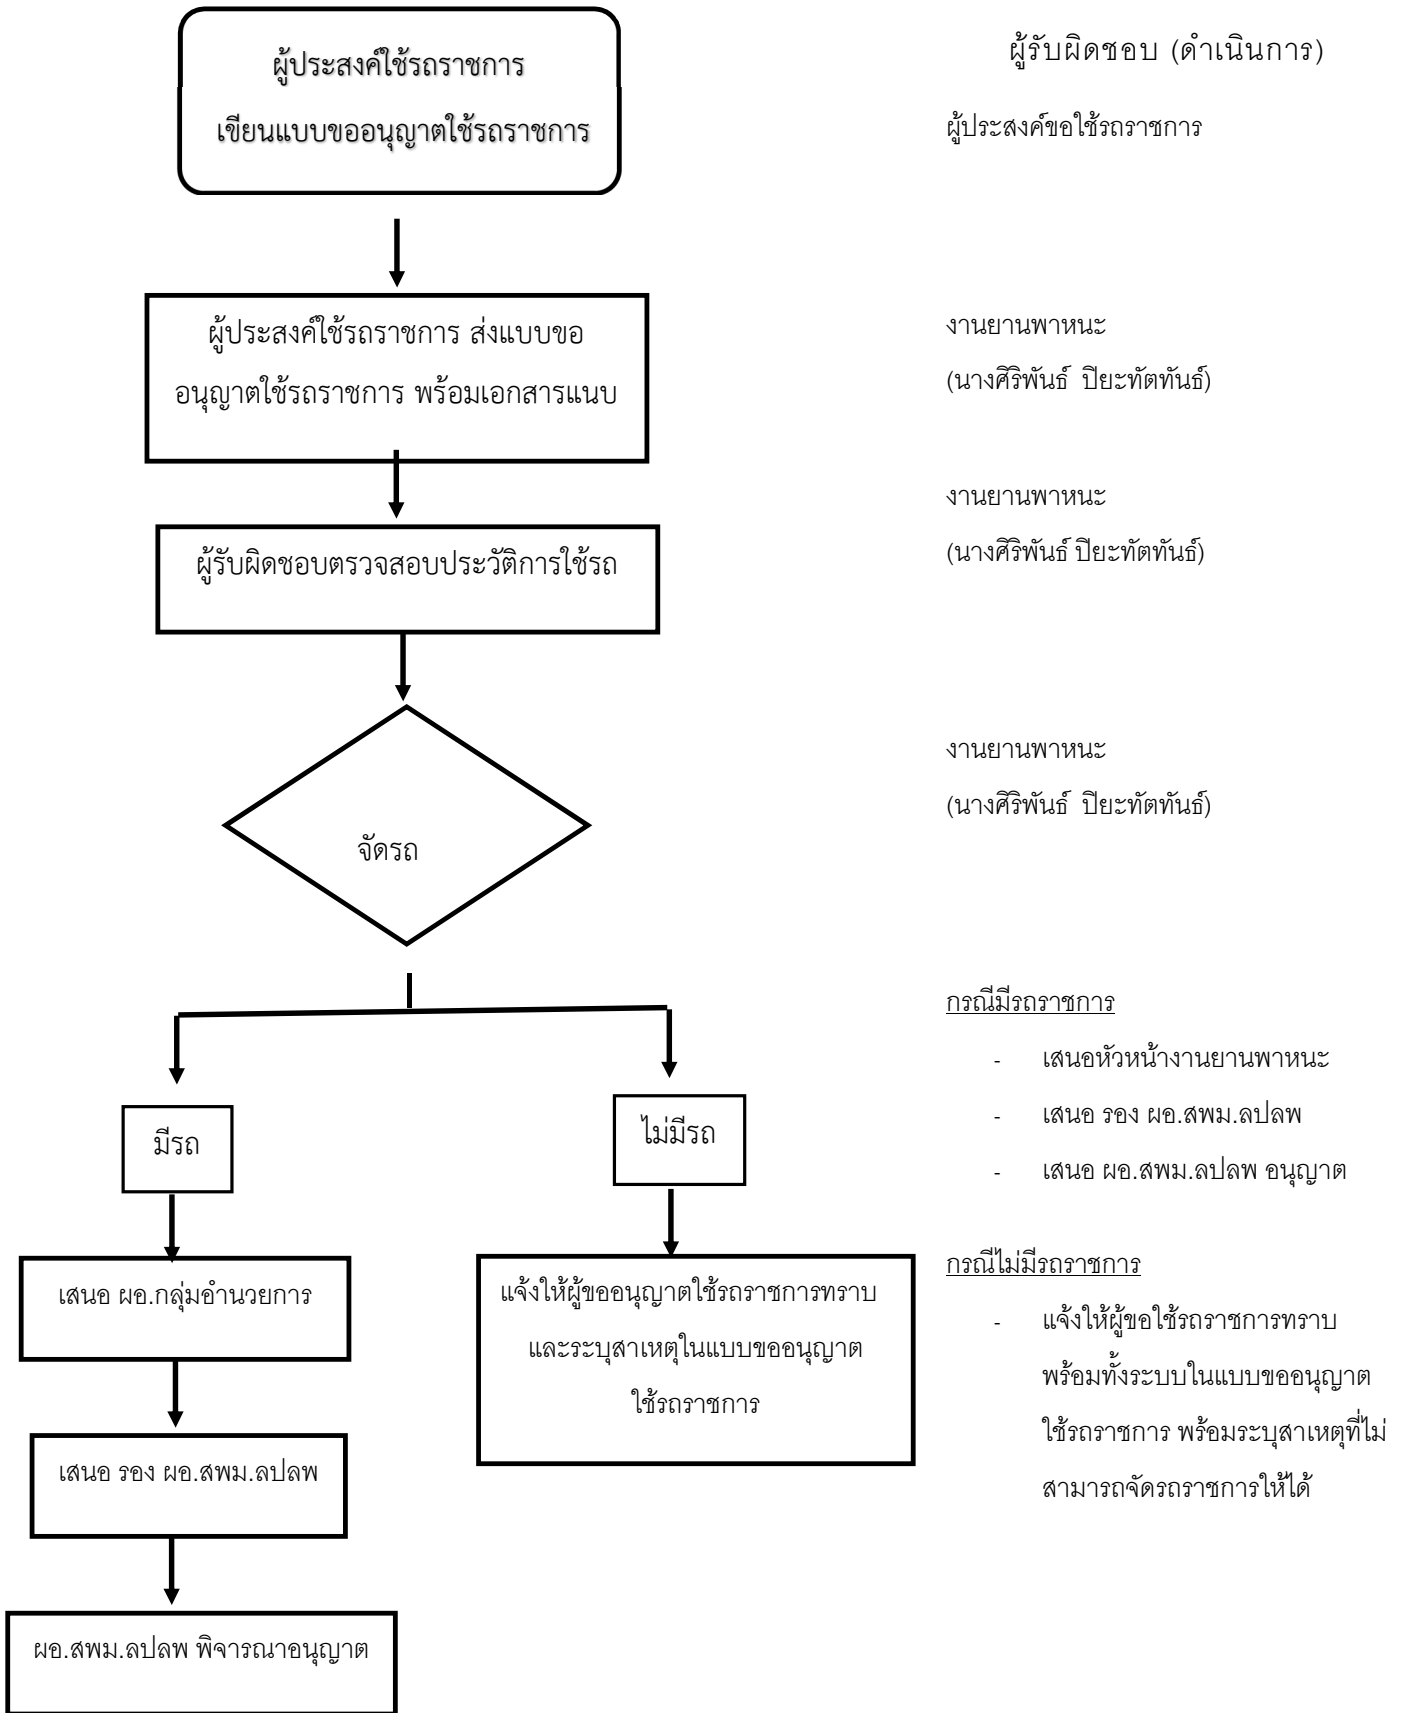 ผู้ประสงค์ใช้รถราชการ
เขียนแบบขออนุญาตใช้รถราชการ
ผู้รับผิดชอบ (ดำเนินการ)
ผู้ประสงค์ขอใช้รถราชการ
ผู้ประสงค์ใช้รถราชการ ส่งแบบขอ
อนุญาตใช้รถราชการ พร้อมเอกสารแนบ
งานยานพาหนะ
(นางศิริพันธ์ ปิยะทัตทันธ์)
ผู้รับผิดชอบตรวจสอบประวัติการใช้รถ
งานยานพาหนะ
(นางศิริพันธ์ ปิยะทัตทันธ์)
จัดรถ
งานยานพาหนะ
(นางศิริพันธ์ ปิยะทัตทันธ์)
มีรถ
ไม่มีรถ
กรณีมีรถราชการ
- เสนอหัวหน้างานยานพาหนะ
- เสนอ รอง ผอ.สพม.ลปลพ
- เสนอ ผอ.สพม.ลปลพ อนุญาต
เสนอ ผอ.กลุ่มอำนวยการ
เสนอ รอง ผอ.สพม.ลปลพ
ผอ.สพม.ลปลพ พิจารณาอนุญาต
แจ้งให้ผู้ขออนุญาตใช้รถราชการทราบ
และระบุสาเหตุในแบบขออนุญาต
ใช้รถราชการ
กรณีไม่มีรถราชการ
- แจ้งให้ผู้ขอใช้รถราชการทราบ
พร้อมทั้งระบบในแบบขออนุญาต
ใช้รถราชการ พร้อมระบุสาเหตุที่ไม่
สามารถจัดรถราชการให้ได้